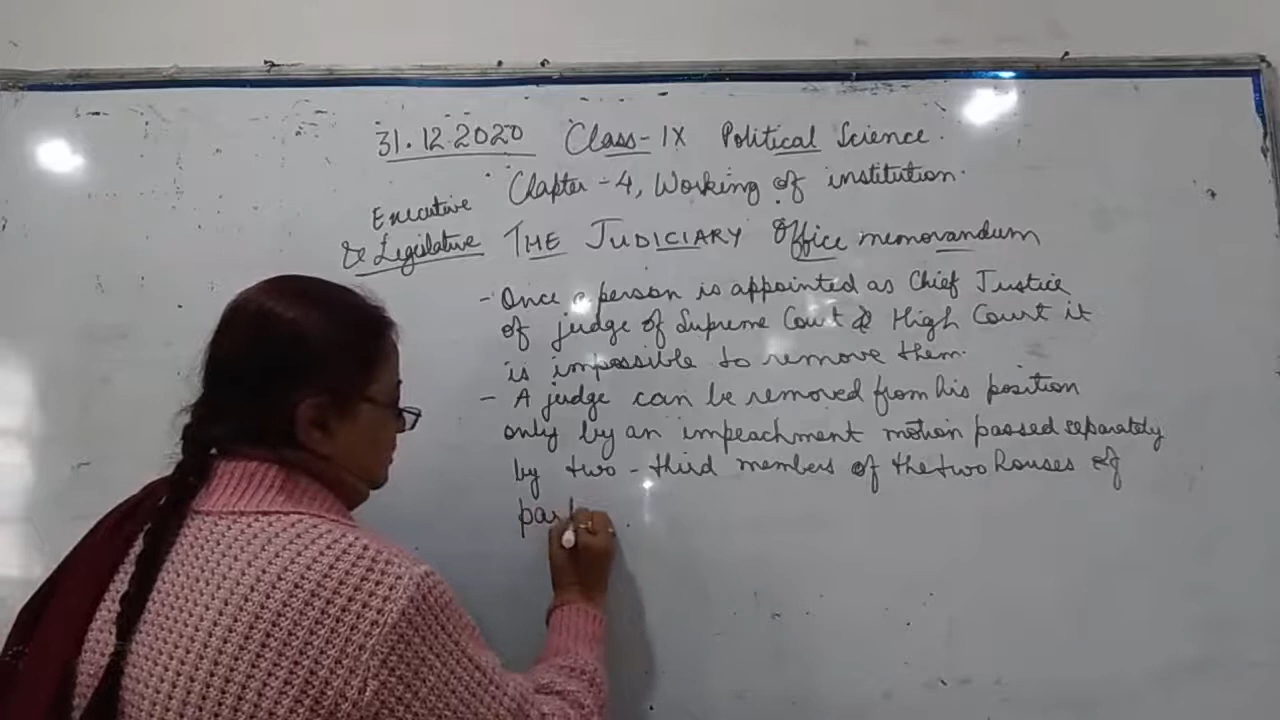 31.12.2020 Class-IX Political Science.
Chapter-4, Working of institution.
Executive
& Legislative THE JUDICIARY Office memorandum
- Once a person is appointed as Chief Justice
of judge of Supreme Court & High Court it
is impossible to remove them.
- A judge can be removed from his position
only by an impeachment motion passed separately
by two-third members of the two houses of
parl